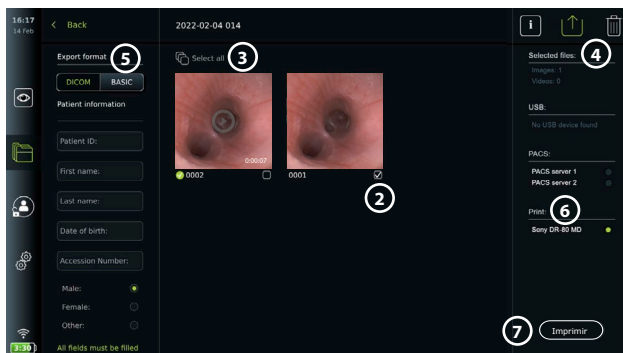 16:17
14 Feb
Back
2022-02-04 014
i
Export format
5
DICOM
BASIC
Patient information
Patient ID:
First name:
Last name:
Date of birth:
Accession Number:
Male:
Female:
Other:
All fields must be filled
3:30
Select all
3
0:00:07
0002
0001
2
4
Selected files:
Images: 1
Videos: 0
USB:
No USB device found
PACS:
PACS server 1
PACS server 2
Print:
6
Sony DR-80 MD
7
Imprimir